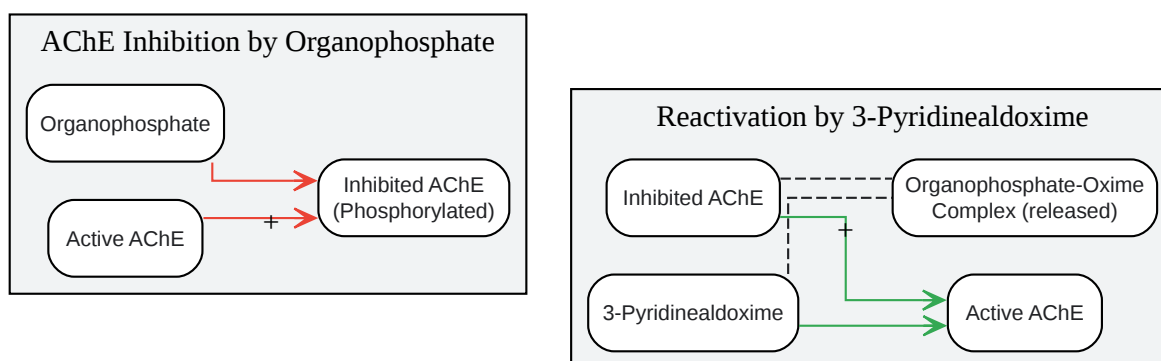 AChE Inhibition by Organophosphate
Organophosphate
Active AChE
+
Inhibited AChE
(Phosphorylated)
Reactivation by 3-Pyridinealdoxime
Inhibited AChE
+
Organophosphate-Oxime
Complex (released)
3-Pyridinealdoxime
Active AChE